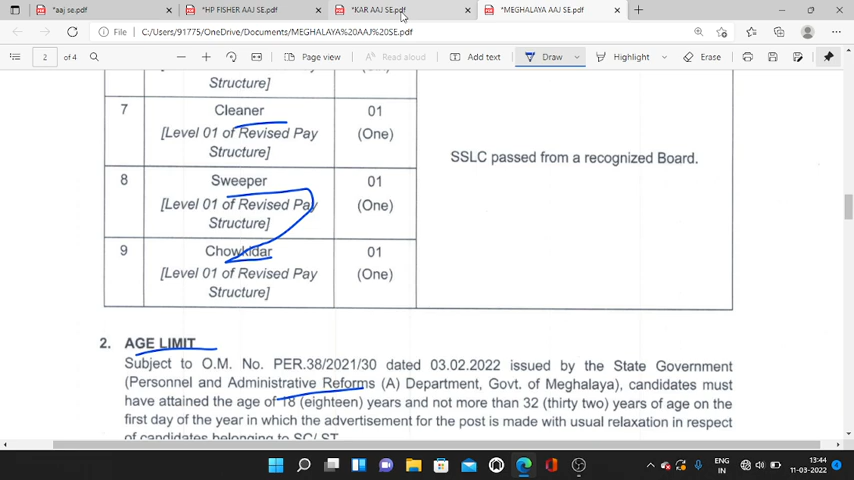 *aaj se.pdf
*HP FISHER AAJ SE.pdf
*KAR AAJ SE.pdf
*MEGHALAYA AAJ SE.pdf
File
C:/Users/91775/OneDrive/Documents/MEGHALAYA%20AAJ%20SE.pdf
2 of 4
Page view
Read aloud
Add text
Draw
Highlight
Erase
Structure]
7 Cleaner 01
[Level 01 of Revised Pay (One)
Structure]
SSLC passed from a recognized Board.
8 Sweeper 01
[Level 01 of Revised Pay (One)
Structure]
9 Chowkidar 01
[Level 01 of Revised Pay (One)
Structure]
2. AGE LIMIT
Subject to O.M. No. PER.38/2021/30 dated 03.02.2022 issued by the State Government
(Personnel and Administrative Reforms (A) Department, Govt. of Meghalaya), candidates must
have attained the age of 18 (eighteen) years and not more than 32 (thirty two) years of age on the
first day of the year in which the advertisement for the post is made with usual relaxation in respect
of candidates belonging to SC/ ST.
ENG
IN
13:44
11-03-2022